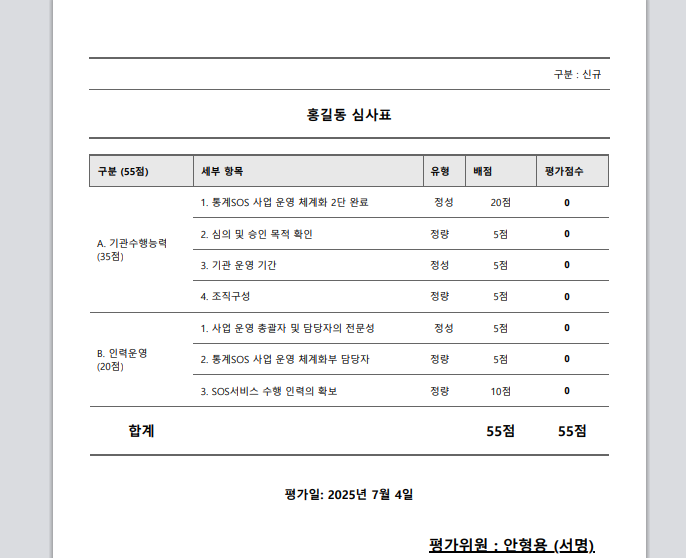 구분 : 신규
홍길동 심사표
구분 (55점) 세부 항목 유형 배점 평가점수
A. 기관수행능력
(35점)
1. 통계SOS 사업 운영 체계화 2단 완료 정성 20점 0
2. 심의 및 승인 목적 확인 정량 5점 0
3. 기관 운영 기간 정성 5점 0
4. 조직구성 정량 5점 0
B. 인력운영
(20점)
1. 사업 운영 총괄자 및 담당자의 전문성 정성 5점 0
2. 통계SOS 사업 운영 체계화부 담당자 정량 5점 0
3. SOS서비스 수행 인력의 확보 정량 10점 0
합계 55점 55점
평가일: 2025년 7월 4일
평가위원 : 안형용 (서명)